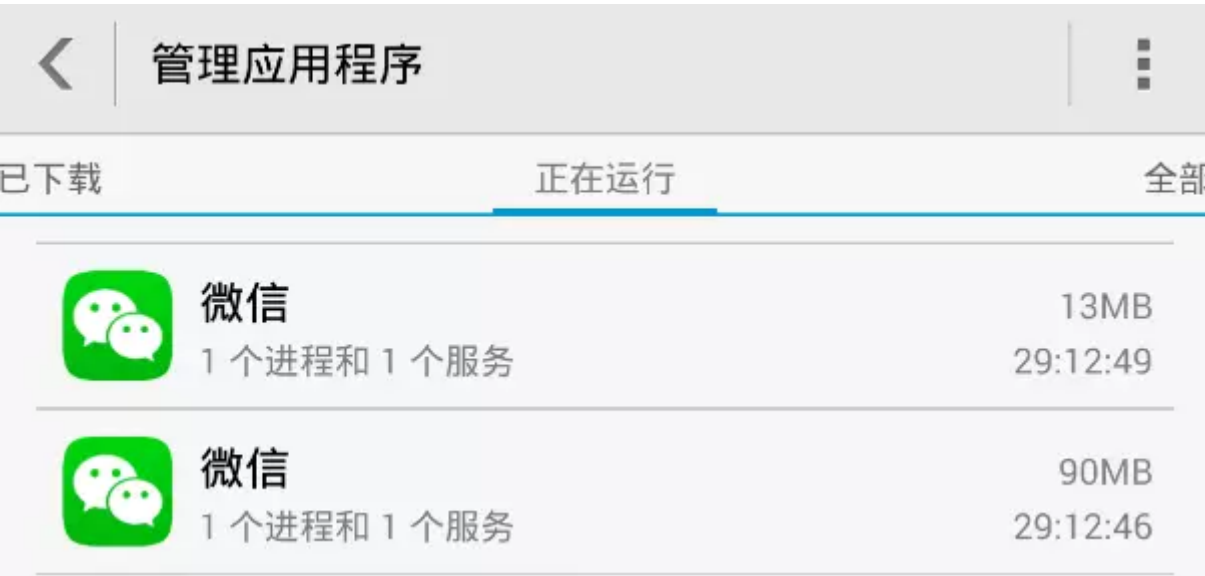 管理应用程序
已下载 正在运行 全部
微信 13MB
1 个进程和 1 个服务 29:12:49
微信 90MB
1 个进程和 1 个服务 29:12:46